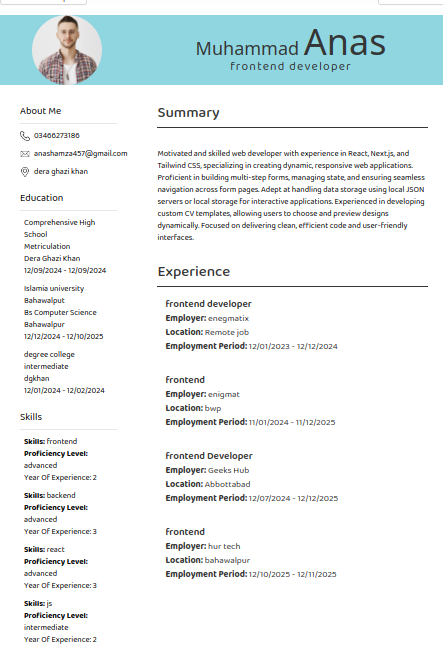 Muhammad Anas
frontend developer
About Me
03466273186
anashamza457@gmail.com
dera ghazi khan
Education
Comprehensive High
School
Metriculation
Dera Ghazi Khan
12/09/2024 - 12/09/2024
Islamia university
Bahawalput
Bs Computer Science
Bahawalpur
12/12/2024 - 12/10/2025
degree college
intermediate
dgkhan
12/01/2024 - 12/02/2024
Skills
Skills: frontend
Proficiency Level:
advanced
Year Of Experience: 2
Skills: backend
Proficiency Level:
advanced
Year Of Experience: 3
Skills: react
Proficiency Level:
advanced
Year Of Experience: 3
Skills: js
Proficiency Level:
intermediate
Year Of Experience: 2
Summary
Motivated and skilled web developer with experience in React, Next.js, and
Tailwind CSS, specializing in creating dynamic, responsive web applications.
Proficient in building multi-step forms, managing state, and ensuring seamless
navigation across form pages. Adept at handling data storage using local JSON
servers or local storage for interactive applications. Experienced in developing
custom CV templates, allowing users to choose and preview designs
dynamically. Focused on delivering clean, efficient code and user-friendly
interfaces.
Experience
frontend developer
Employer: enegmatix
Location: Remote job
Employment Period: 12/01/2023 - 12/12/2024
frontend
Employer: enigmat
Location: bwp
Employment Period: 11/01/2024 - 11/12/2025
frontend Developer
Employer: Geeks Hub
Location: Abbottabad
Employment Period: 12/07/2024 - 12/12/2025
frontend
Employer: hur tech
Location: bahawalpur
Employment Period: 12/10/2025 - 12/11/2025